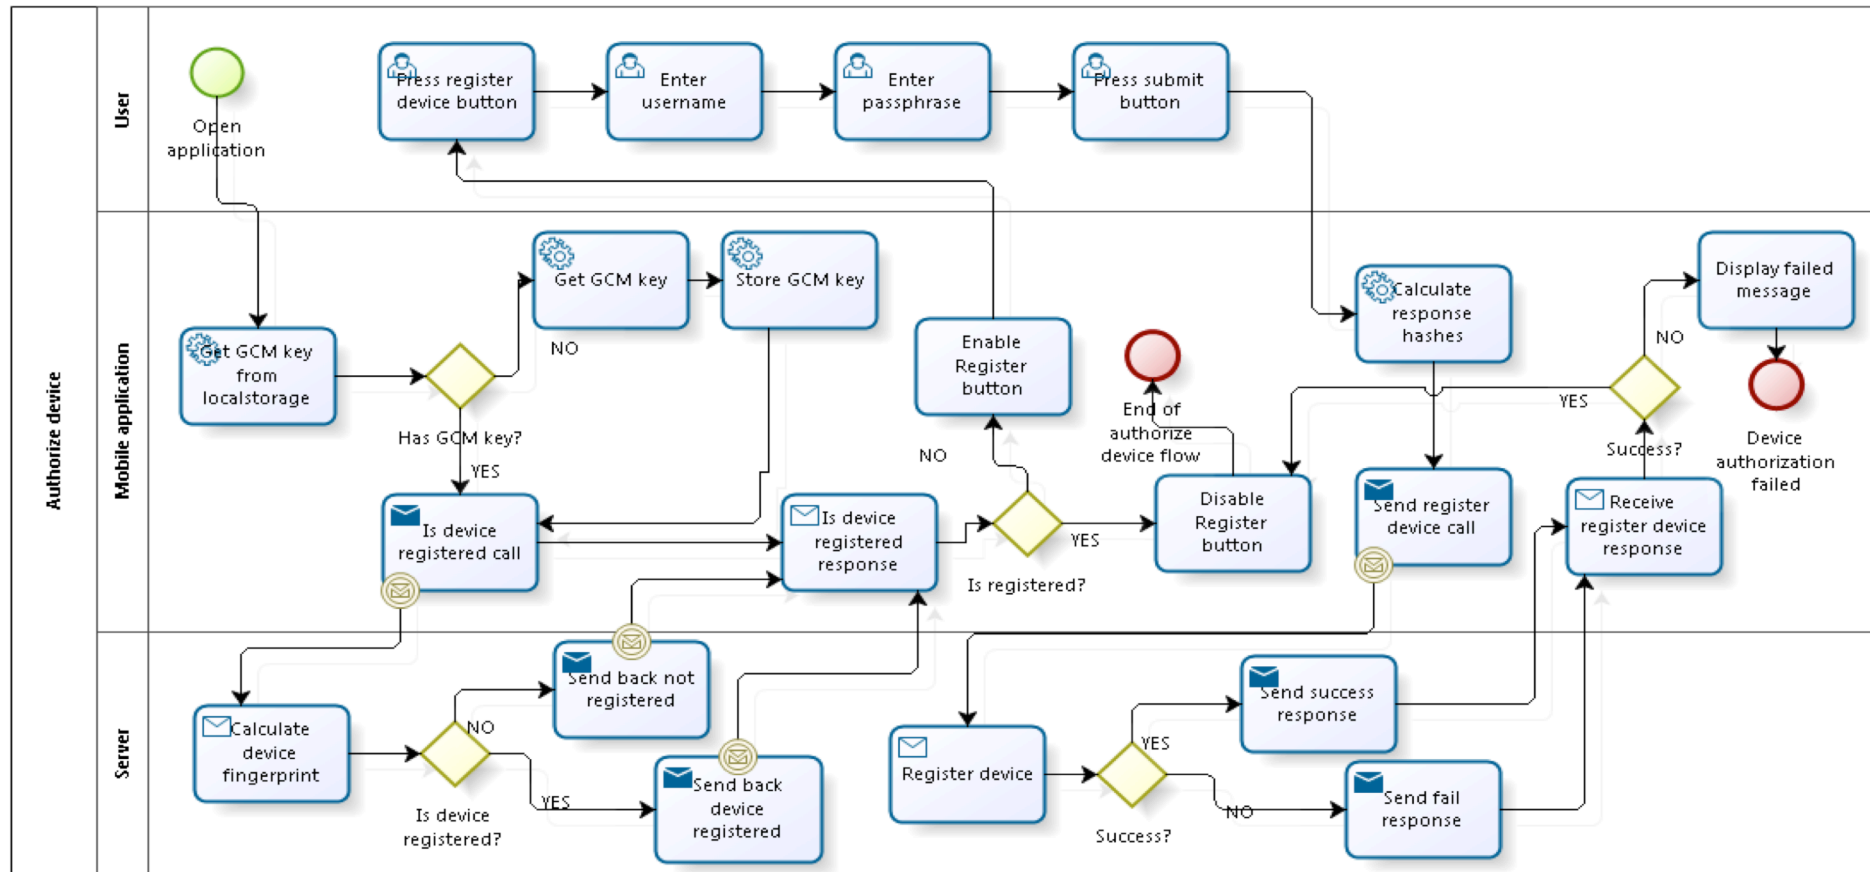 Authorize device
User
Open
application
Press register
device button
Enter
username
Enter
passphrase
Press submit
button
Mobile application
Get GCM key
from
localstorage
Has GCM key?
NO
YES
Get GCM key
Store GCM key
Is device
registered call
Is device
registered
response
Is registered?
NO
YES
Enable
Register
button
Disable
Register
button
End of
authorize
device flow
Calculate
response
hashes
Send register
device call
Receive
register device
response
Success?
YES
NO
Display failed
message
Device
authorization
failed
Server
Calculate
device
fingerprint
Is device
registered?
NO
YES
Send back not
registered
Send back
device
registered
Register device
Success?
YES
NO
Send success
response
Send fail
response